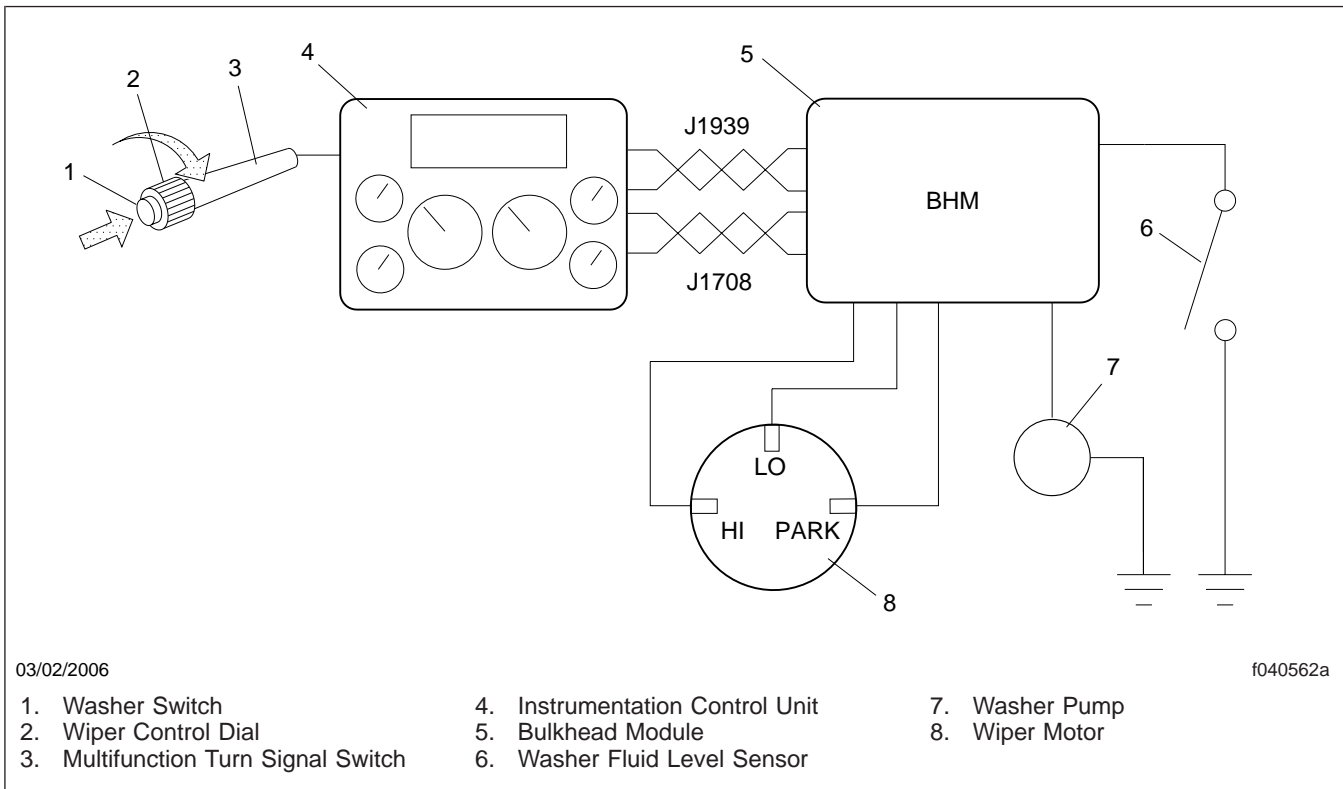 4
5
3
2
J1939
1
BHM
6
J1708
7
LO
HI PARK
8
03/02/2006
f040562a
1. Washer Switch
2. Wiper Control Dial
3. Multifunction Turn Signal Switch
4. Instrumentation Control Unit
5. Bulkhead Module
6. Washer Fluid Level Sensor
7. Washer Pump
8. Wiper Motor